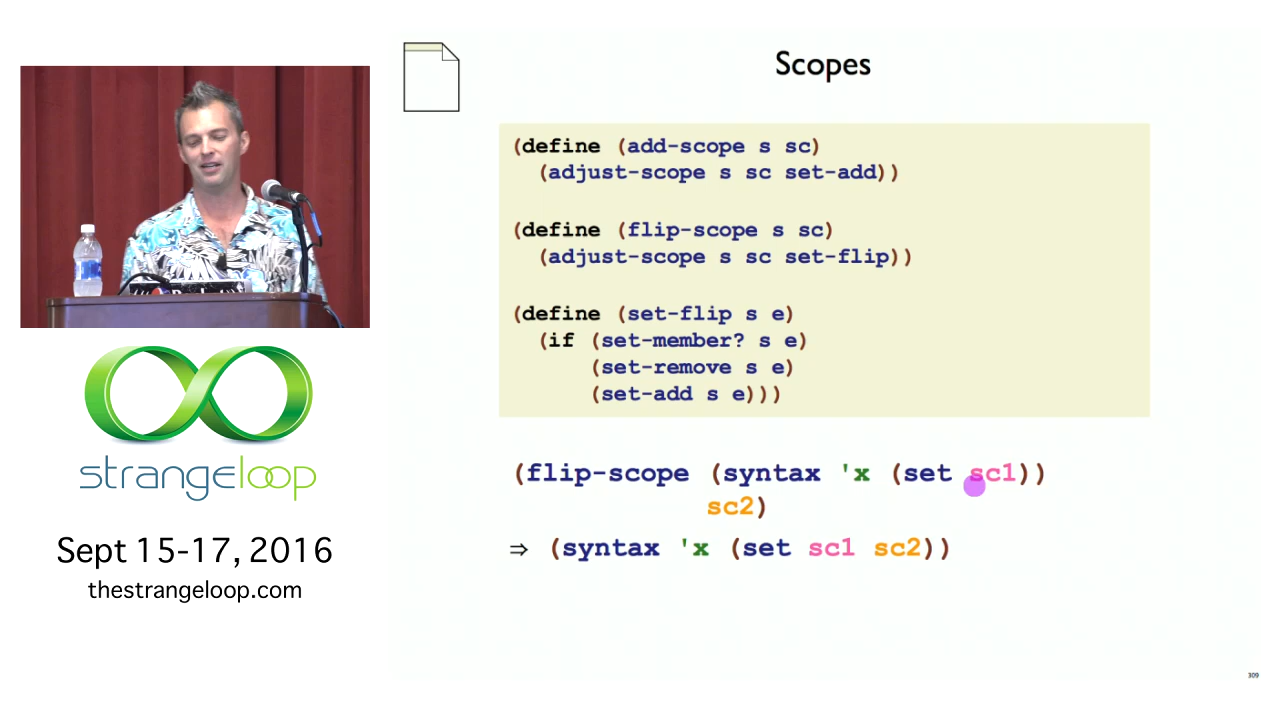 Scopes
(define (add-scope s sc)
(adjust-scope s sc set-add))
(define (flip-scope s sc)
(adjust-scope s sc set-flip))
(define (set-flip s e)
(if (set-member? s e)
(set-remove s e)
(set-add s e)))
(flip-scope (syntax 'x (set sc1))
sc2)
⇒ (syntax 'x (set sc1 sc2))
strangeloop
Sept 15-17, 2016
thestrangeloop.com
309